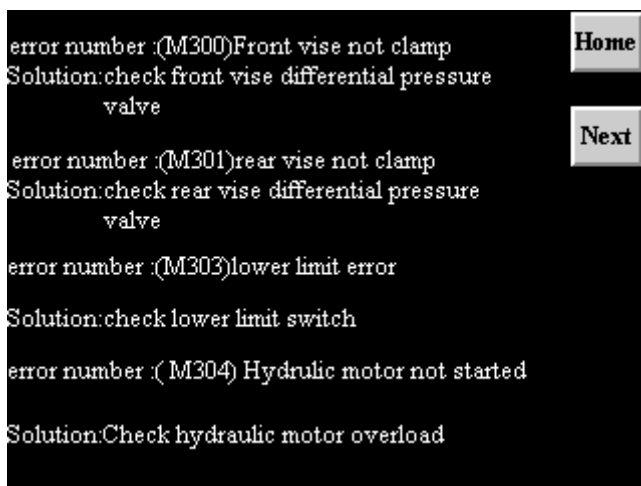 error number :(M300)Front vise not clamp
Solution:check front vise differential pressure
valve
Home
Next
error number :(M301)rear vise not clamp
Solution:check rear vise differential pressure
valve
error number :(M303)lower limit error
Solution:check lower limit switch
error number :( M304) Hydrulic motor not started
Solution:Check hydraulic motor overload